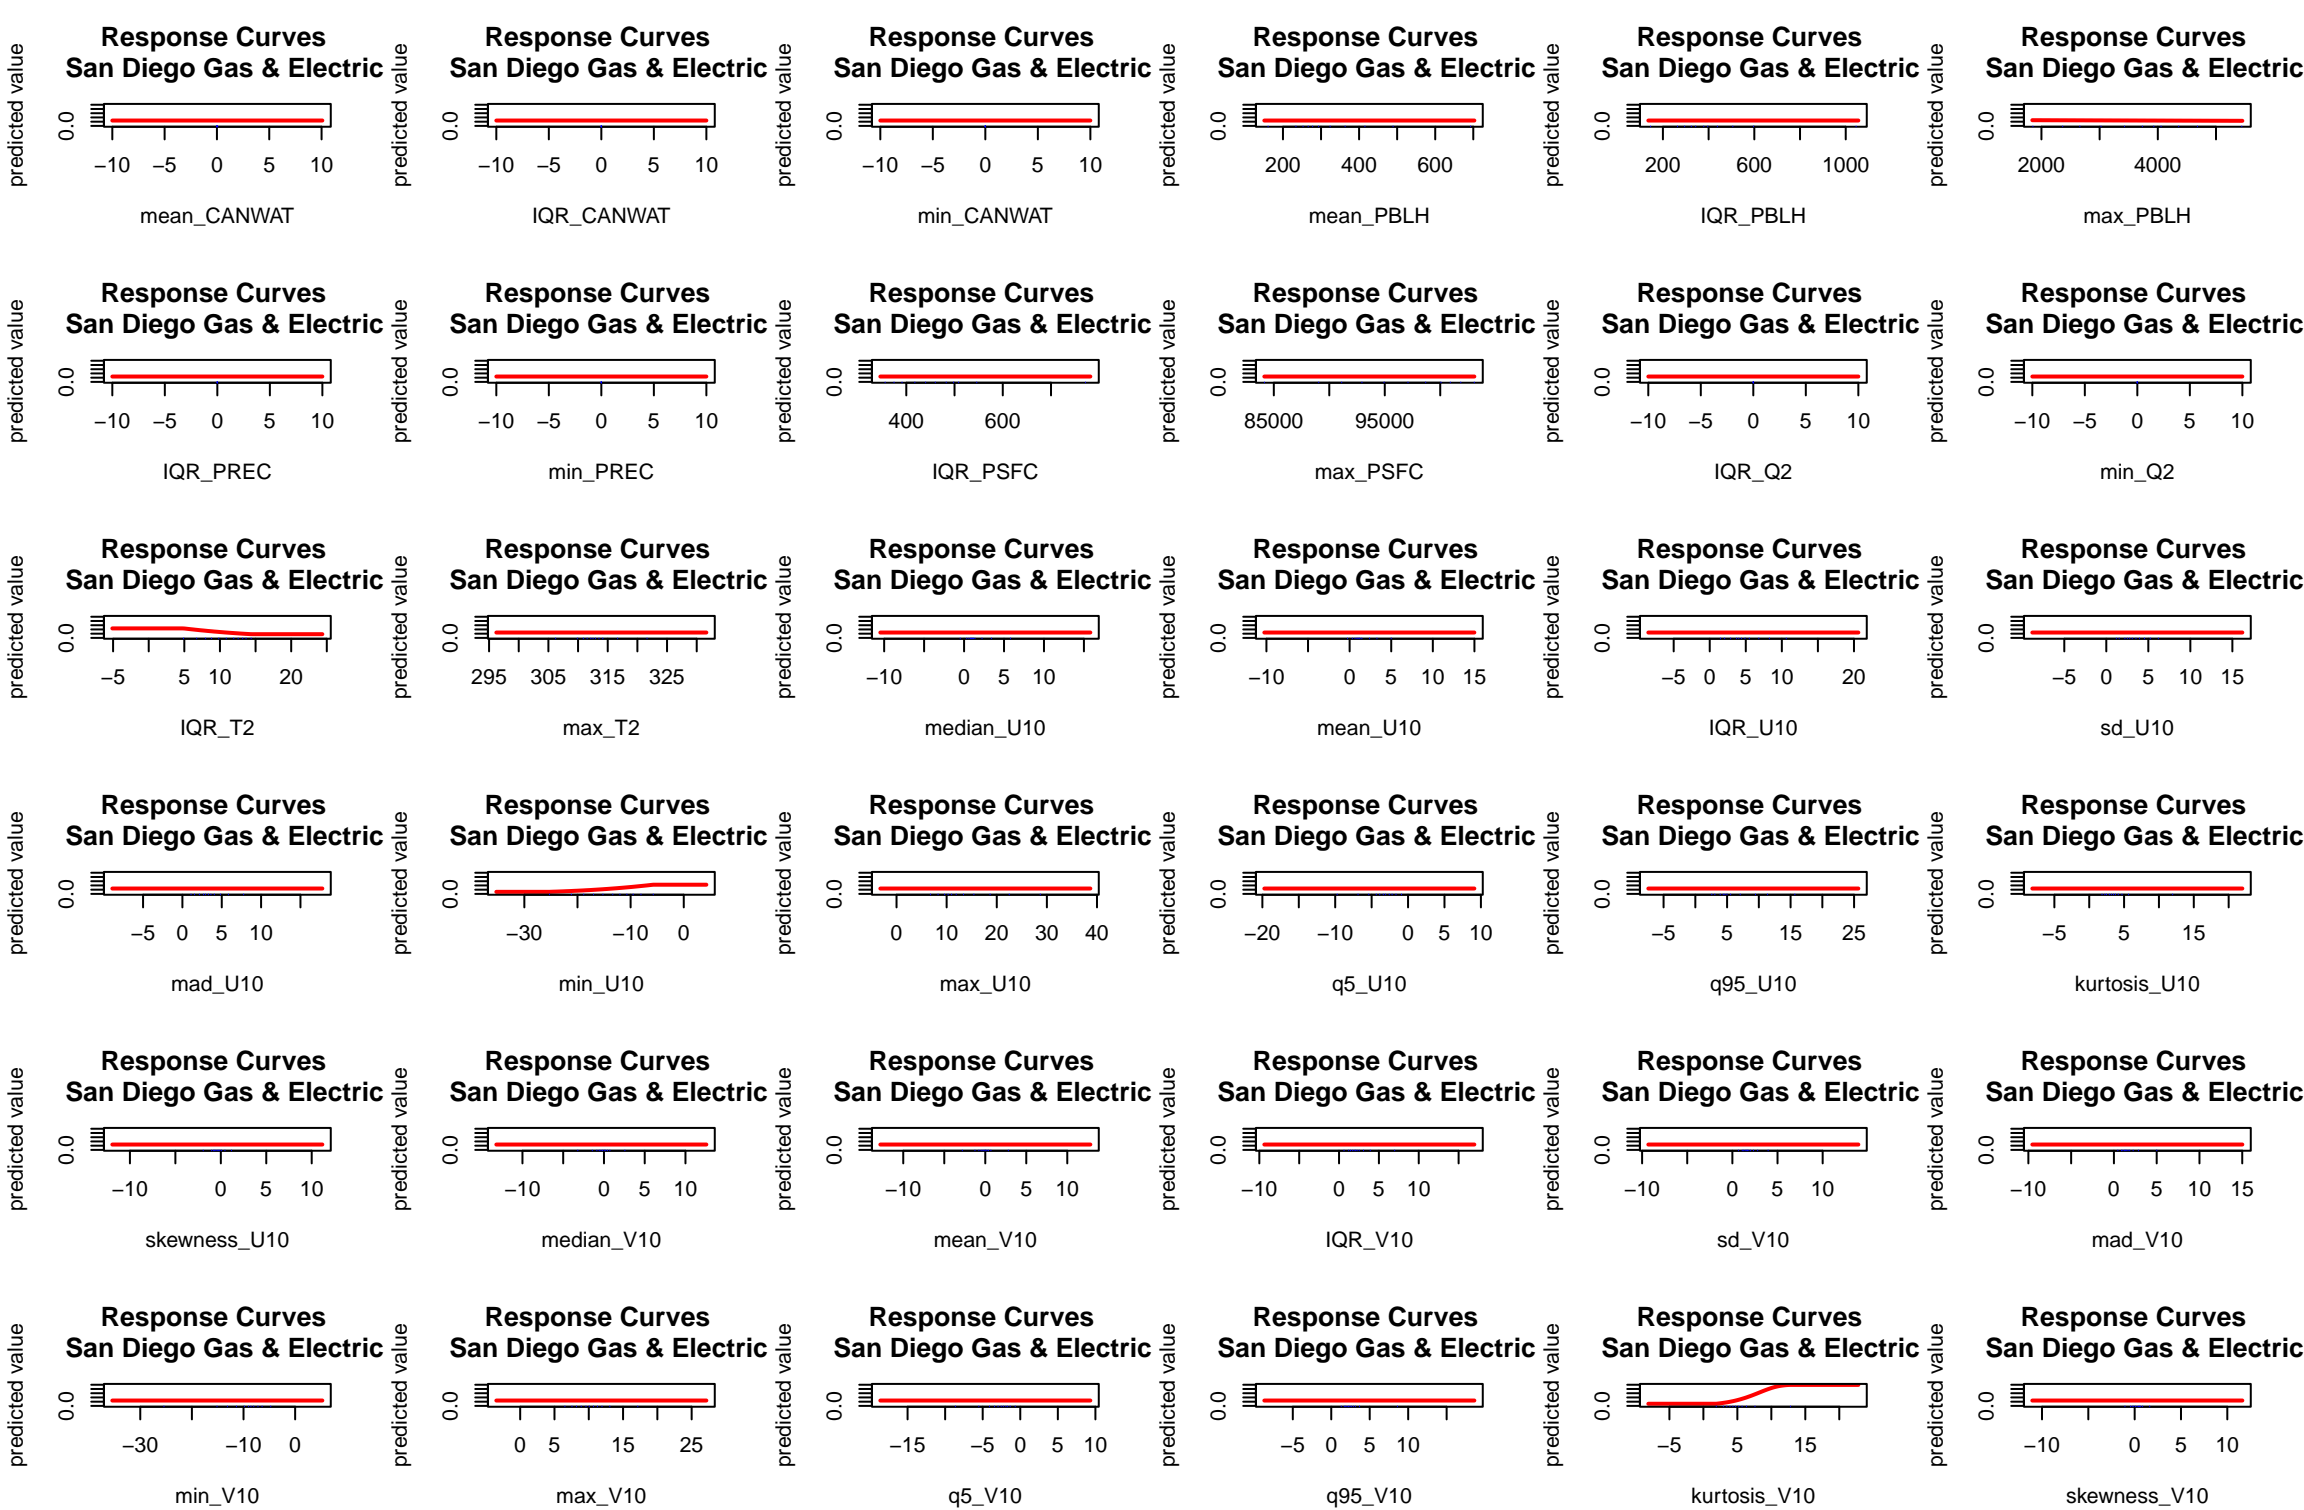 Response Curves
San Diego Gas & Electric
predicted value
0.0
−10 −5 0 5 10
mean_CANWAT
Response Curves
San Diego Gas & Electric
predicted value
0.0
−10 −5 0 5 10
IQR_CANWAT
Response Curves
San Diego Gas & Electric
predicted value
0.0
−10 −5 0 5 10
min_CANWAT
Response Curves
San Diego Gas & Electric
predicted value
0.0
200 400 600
mean_PBLH
Response Curves
San Diego Gas & Electric
predicted value
0.0
200 600 1000
IQR_PBLH
Response Curves
San Diego Gas & Electric
predicted value
0.0
2000 4000
max_PBLH
Response Curves
San Diego Gas & Electric
predicted value
0.0
−10 −5 0 5 10
IQR_PREC
Response Curves
San Diego Gas & Electric
predicted value
0.0
−10 −5 0 5 10
min_PREC
Response Curves
San Diego Gas & Electric
predicted value
0.0
400 600
IQR_PSFC
Response Curves
San Diego Gas & Electric
predicted value
0.0
85000 95000
max_PSFC
Response Curves
San Diego Gas & Electric
predicted value
0.0
−10 −5 0 5 10
IQR_Q2
Response Curves
San Diego Gas & Electric
predicted value
0.0
−10 −5 0 5 10
min_Q2
Response Curves
San Diego Gas & Electric
predicted value
0.0
−5 5 10 20
IQR_T2
Response Curves
San Diego Gas & Electric
predicted value
0.0
295 305 315 325
max_T2
Response Curves
San Diego Gas & Electric
predicted value
0.0
−10 0 5 10
median_U10
Response Curves
San Diego Gas & Electric
predicted value
0.0
−10 0 5 10 15
mean_U10
Response Curves
San Diego Gas & Electric
predicted value
0.0
−5 0 5 10 20
IQR_U10
Response Curves
San Diego Gas & Electric
predicted value
0.0
−5 0 5 10 15
sd_U10
Response Curves
San Diego Gas & Electric
predicted value
0.0
−5 0 5 10
mad_U10
Response Curves
San Diego Gas & Electric
predicted value
0.0
−30 −10 0
min_U10
Response Curves
San Diego Gas & Electric
predicted value
0.0
0 10 20 30 40
max_U10
Response Curves
San Diego Gas & Electric
predicted value
0.0
−20 −10 0 5 10
q5_U10
Response Curves
San Diego Gas & Electric
predicted value
0.0
−5 5 15 25
q95_U10
Response Curves
San Diego Gas & Electric
predicted value
0.0
−5 5 15
kurtosis_U10
Response Curves
San Diego Gas & Electric
predicted value
0.0
−10 0 5 10
skewness_U10
Response Curves
San Diego Gas & Electric
predicted value
0.0
−10 0 5 10
median_V10
Response Curves
San Diego Gas & Electric
predicted value
0.0
−10 0 5 10
mean_V10
Response Curves
San Diego Gas & Electric
predicted value
0.0
−10 0 5 10
IQR_V10
Response Curves
San Diego Gas & Electric
predicted value
0.0
−10 0 5 10
sd_V10
Response Curves
San Diego Gas & Electric
predicted value
0.0
−10 0 5 10 15
mad_V10
Response Curves
San Diego Gas & Electric
predicted value
0.0
−30 −10 0
min_V10
Response Curves
San Diego Gas & Electric
predicted value
0.0
0 5 15 25
max_V10
Response Curves
San Diego Gas & Electric
predicted value
0.0
−15 −5 0 5 10
q5_V10
Response Curves
San Diego Gas & Electric
predicted value
0.0
−5 0 5 10
q95_V10
Response Curves
San Diego Gas & Electric
predicted value
0.0
−5 5 15
kurtosis_V10
Response Curves
San Diego Gas & Electric
predicted value
0.0
−10 0 5 10
skewness_V10